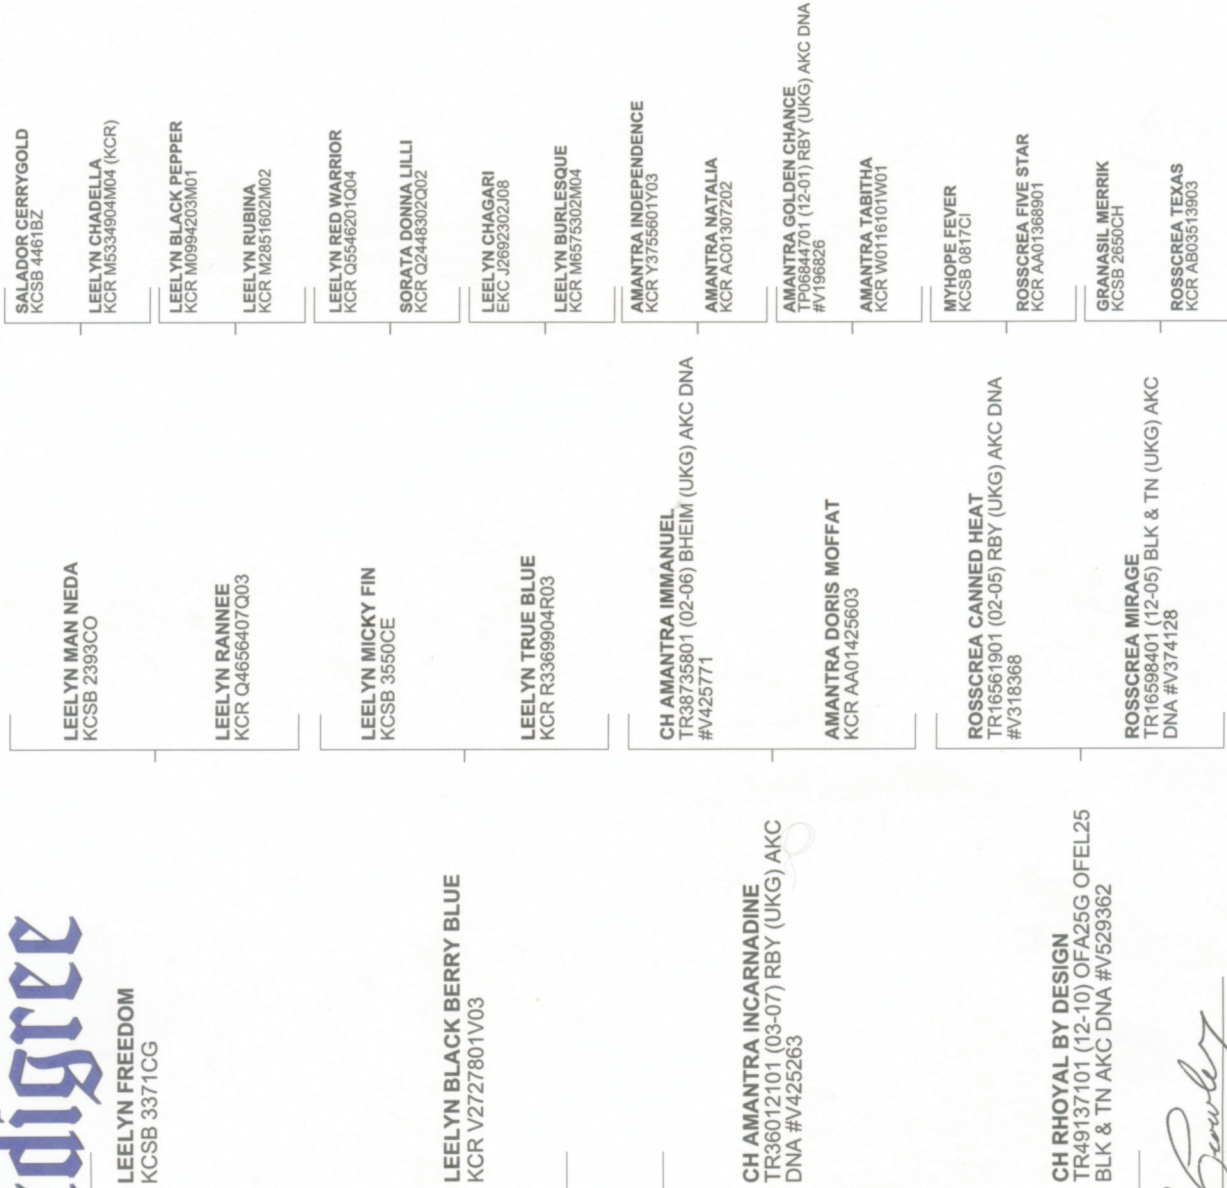 digree
LEELYN FREEDOM
KCSB 3371CG
LEELYN BLACK BERRY BLUE
KCR V2727801V03
CH AMANTRA INCARNADINE
TR36012101 (03-07) RBY (UKG) AKC
DNA #V425263
CH RHOYAL BY DESIGN
TR49137101 (12-10) OFA25G OFEL25
BLK & TN AKC DNA #V529362
LEELYN MAN NEDA
KCSB 2393CO
LEELYN RANNEE
KCR Q4656407Q03
LEELYN MICKY FIN
KCSB 3550CE
LEELYN TRUE BLUE
KCR R3369904R03
CH AMANTRA IMMANUEL
TR38735801 (02-06) BHEIM (UKG) AKC DNA
#V425771
AMANTRA DORIS MOFFAT
KCR AA01425603
ROSSCREA CANNED HEAT
TR16561901 (02-05) RBY (UKG) AKC DNA
#V318368
ROSSCREA MIRAGE
TR16598401 (12-05) BLK & TN (UKG) AKC
DNA #V374128
SALADOR CERRYGOLD
KCSB 4461BZ
LEELYN CHADELLA
KCR M5334904M04 (KCR)
LEELYN BLACK PEPPER
KCR M0994203M01
LEELYN RUBINA
KCR M2851602M02
LEELYN RED WARRIOR
KCR Q5546201Q04
SORATA DONNA LILLI
KCR Q2448302Q02
LEELYN CHAGARI
EKC J2692302J08
LEELYN BURLESQUE
KCR M6575302M04
AMANTRA INDEPENDENCE
KCR Y3755601Y03
AMANTRA NATALIA
KCR AC01307202
AMANTRA GOLDEN CHANCE
TP06844701 (12-01) RBY (UKG) AKC DNA
#V196826
AMANTRA TABITHA
KCR W0116101W01
MYHOPE FEVER
KCSB 0817CI
ROSSCREA FIVE STAR
KCR AA01368901
GRANASIL MERRIK
KCSB 2650CH
ROSSCREA TEXAS
KCR AB03513903